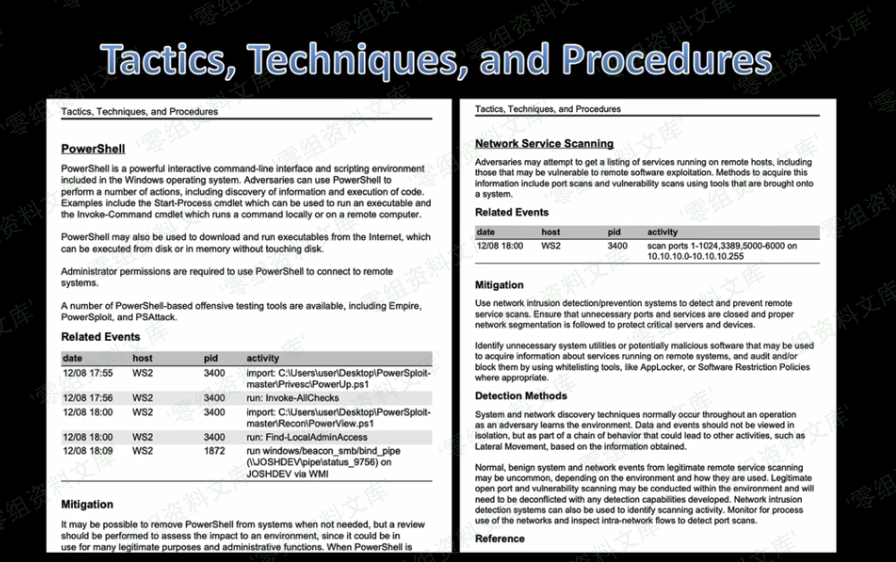 Tactics, Techniques, and Procedures
Tactics, Techniques, and Procedures
PowerShell
PowerShell is a powerful interactive command-line interface and scripting environment
included in the Windows operating system. Adversaries can use PowerShell to
perform a number of actions, including discovery of information and execution of code.
Examples include the Start-Process cmdlet which can be used to run an executable and
the Invoke-Command cmdlet which runs a command locally or on a remote computer.
PowerShell may also be used to download and run executables from the Internet, which
can be executed from disk or in memory without touching disk.
Administrator permissions are required to use PowerShell to connect to remote
systems.
A number of PowerShell-based offensive testing tools are available, including Empire,
PowerSploit, and PSAttack.
Related Events
date host pid activity
12/08 17:55 WS2 3400 import: C:\Users\user\Desktop\PowerSploit-
master\Privesc\PowerUp.ps1
12/08 17:56 WS2 3400 run: Invoke-AllChecks
12/08 18:00 WS2 3400 import: C:\Users\user\Desktop\PowerSploit-
master\Recon\PowerView.ps1
12/08 18:00 WS2 3400 run: Find-LocalAdminAccess
12/08 18:09 WS2 1872 run windows/beacon_smb/bind_pipe
(\\JOSHDEV\pipe\status_9756) on
JOSHDEV via WMI
Mitigation
It may be possible to remove PowerShell from systems when not needed, but a review
should be performed to assess the impact to an environment, since it could be in
use for many legitimate purposes and administrative functions. When PowerShell is
Tactics, Techniques, and Procedures
Network Service Scanning
Adversaries may attempt to get a listing of services running on remote hosts, including
those that may be vulnerable to remote software exploitation. Methods to acquire this
information include port scans and vulnerability scans using tools that are brought onto
a system.
Related Events
date host pid activity
12/08 18:00 WS2 3400 scan ports 1-1024,3389,5000-6000 on
10.10.10.0-10.10.10.255
Mitigation
Use network intrusion detection/prevention systems to detect and prevent remote
service scans. Ensure that unnecessary ports and services are closed and proper
network segmentation is followed to protect critical servers and devices.
Identify unnecessary system utilities or potentially malicious software that may be used
to acquire information about services running on remote systems, and audit and/or
block them by using whitelisting tools, like AppLocker, or Software Restriction Policies
where appropriate.
Detection Methods
System and network discovery techniques normally occur throughout an operation
as an adversary learns the environment. Data and events should not be viewed in
isolation, but as part of a chain of behavior that could lead to other activities, such as
Lateral Movement, based on the information obtained.
Normal, benign system and network events from legitimate remote service scanning
may be uncommon, depending on the environment and how they are used. Legitimate
open port and vulnerability scanning may be conducted within the environment and will
need to be deconflicted with any detection capabilities developed. Network intrusion
detection systems can also be used to identify scanning activity. Monitor for process
use of the networks and inspect intra-network flows to detect port scans.
Reference
'零组资料文库'